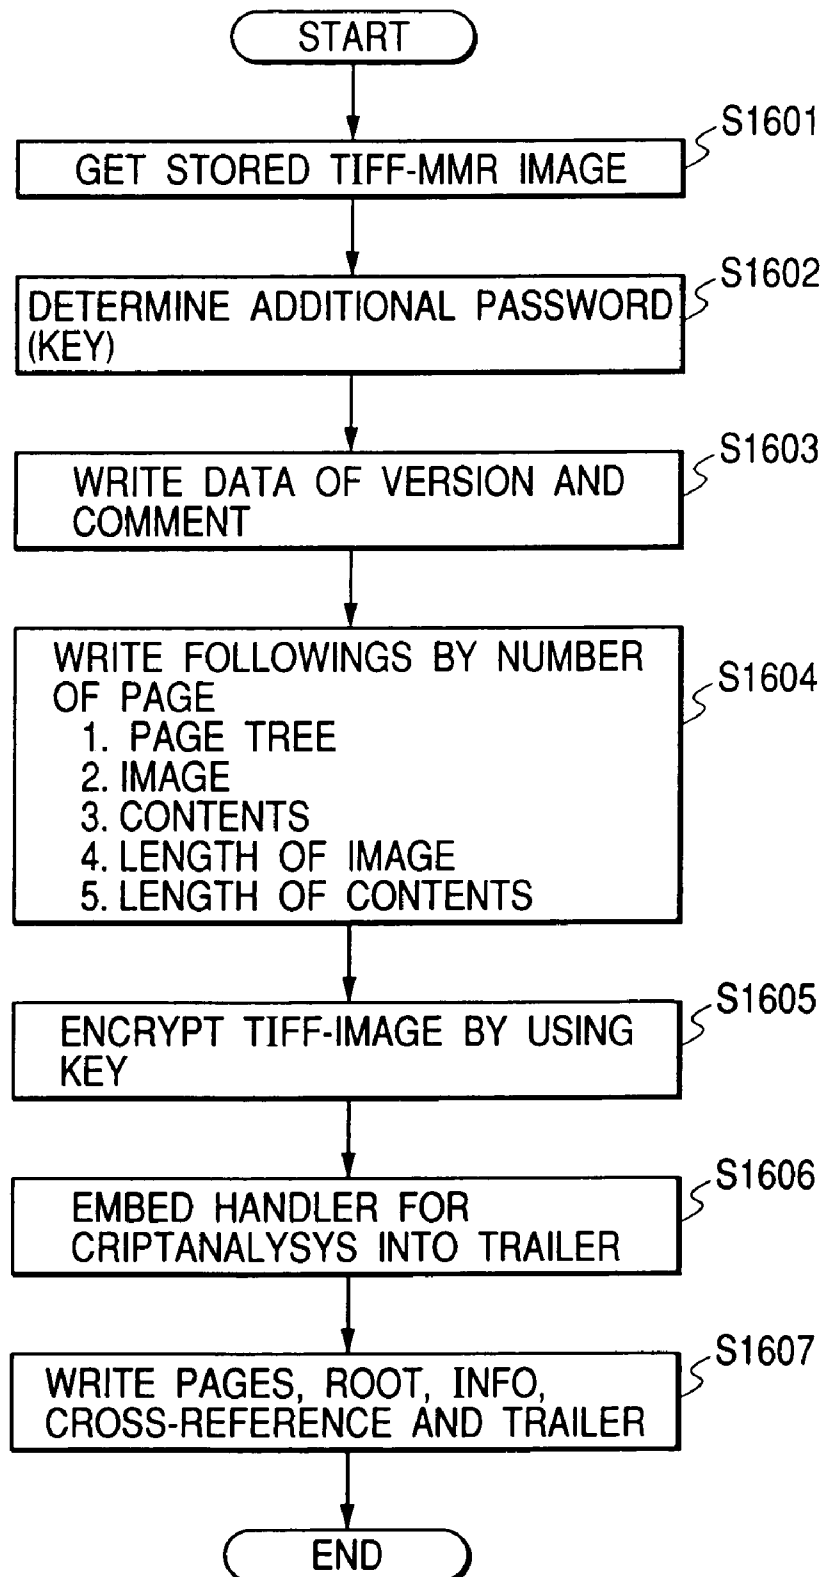 START
S1601
GET STORED TIFF-MMR IMAGE
S1602
DETERMINE ADDITIONAL PASSWORD
(KEY)
S1603
WRITE DATA OF VERSION AND
COMMENT
S1604
WRITE FOLLOWINGS BY NUMBER
OF PAGE
1. PAGE TREE
2. IMAGE
3. CONTENTS
4. LENGTH OF IMAGE
5. LENGTH OF CONTENTS
S1605
ENCRYPT TIFF-IMAGE BY USING
KEY
S1606
EMBED HANDLER FOR
CRIPTANALYSYS INTO TRAILER
S1607
WRITE PAGES, ROOT, INFO,
CROSS-REFERENCE AND TRAILER
END